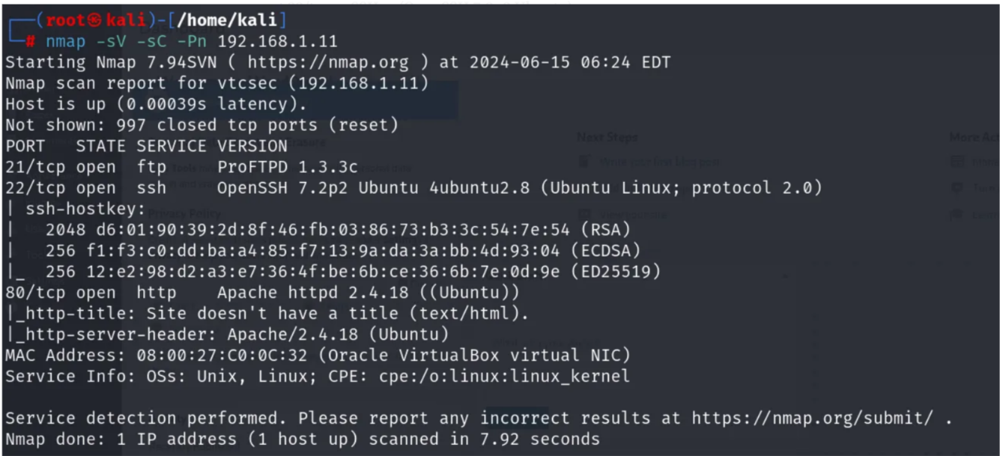 (root㉿kali)-[/home/kali]
# nmap -sV -sC -Pn 192.168.1.11
Starting Nmap 7.94SVN ( https://nmap.org ) at 2024-06-15 06:24 EDT
Nmap scan report for vtcsec (192.168.1.11)
Host is up (0.00039s latency).
Not shown: 997 closed tcp ports (reset)
PORT   STATE SERVICE VERSION
21/tcp open  ftp     ProFTPD 1.3.3c
22/tcp open  ssh     OpenSSH 7.2p2 Ubuntu 4ubuntu2.8 (Ubuntu Linux; protocol 2.0)
| ssh-hostkey:
|   2048 d6:01:90:39:2d:8f:46:fb:03:86:73:b3:3c:54:7e:54 (RSA)
|   256 f1:f3:c0:dd:ba:a4:85:f7:13:9a:da:3a:bb:4d:93:04 (ECDSA)
|_  256 12:e2:98:d2:a3:e7:36:4f:be:6b:ce:36:6b:7e:0d:9e (ED25519)
80/tcp open  http    Apache httpd 2.4.18 ((Ubuntu))
|_http-title: Site doesn't have a title (text/html).
|_http-server-header: Apache/2.4.18 (Ubuntu)
MAC Address: 08:00:27:C0:0C:32 (Oracle VirtualBox virtual NIC)
Service Info: OSs: Unix, Linux; CPE: cpe:/o:linux:linux_kernel
Service detection performed. Please report any incorrect results at https://nmap.org/submit/ .
Nmap done: 1 IP address (1 host up) scanned in 7.92 seconds
Next Steps
Write your first blog post
Privacy Policy